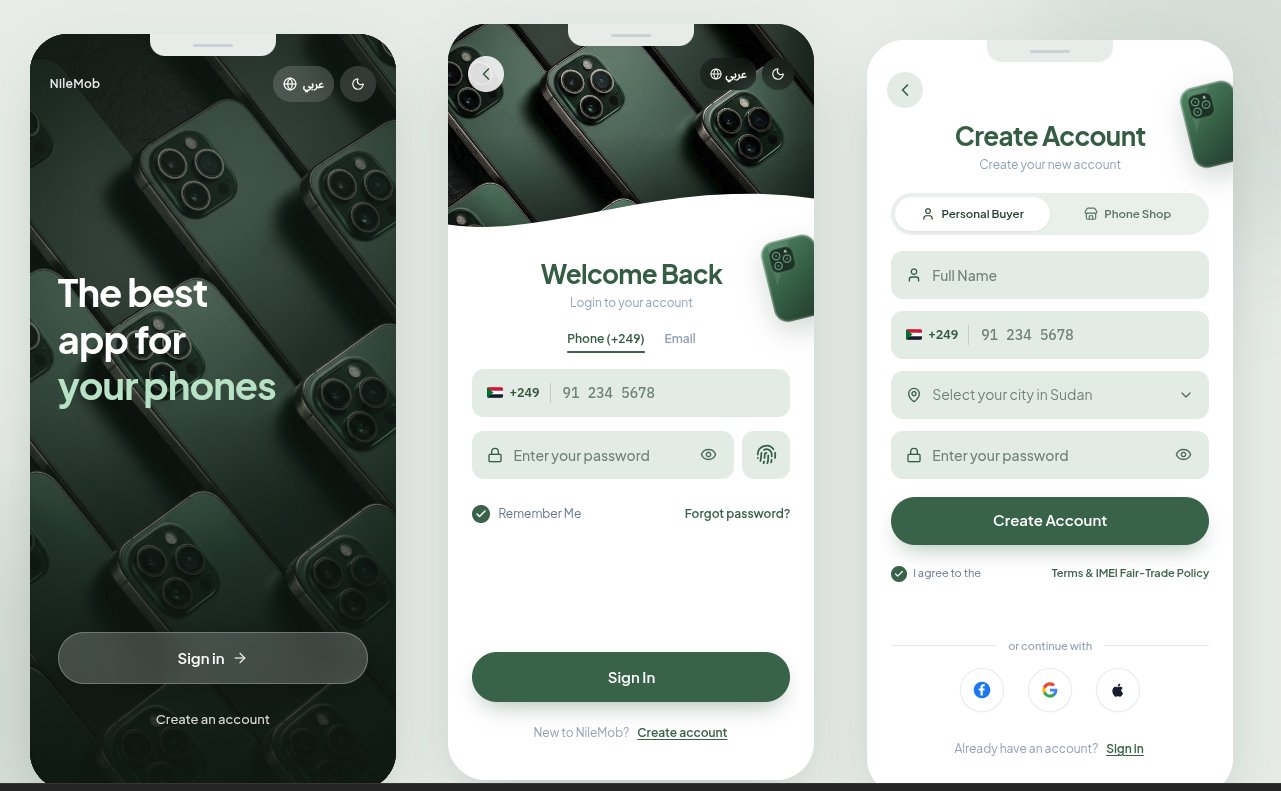 NileMob
عربي
The best
app for
your phones
Sign in
Create an account
عربي
Welcome Back
Login to your account
Phone (+249) Email
+249 91 234 5678
Enter your password
Remember Me Forgot password?
Sign In
New to NileMob? Create account
Create Account
Create your new account
Personal Buyer Phone Shop
Full Name
+249 91 234 5678
Select your city in Sudan
Enter your password
Create Account
I agree to the Terms & IMEI Fair-Trade Policy
or continue with
Already have an account? Sign In